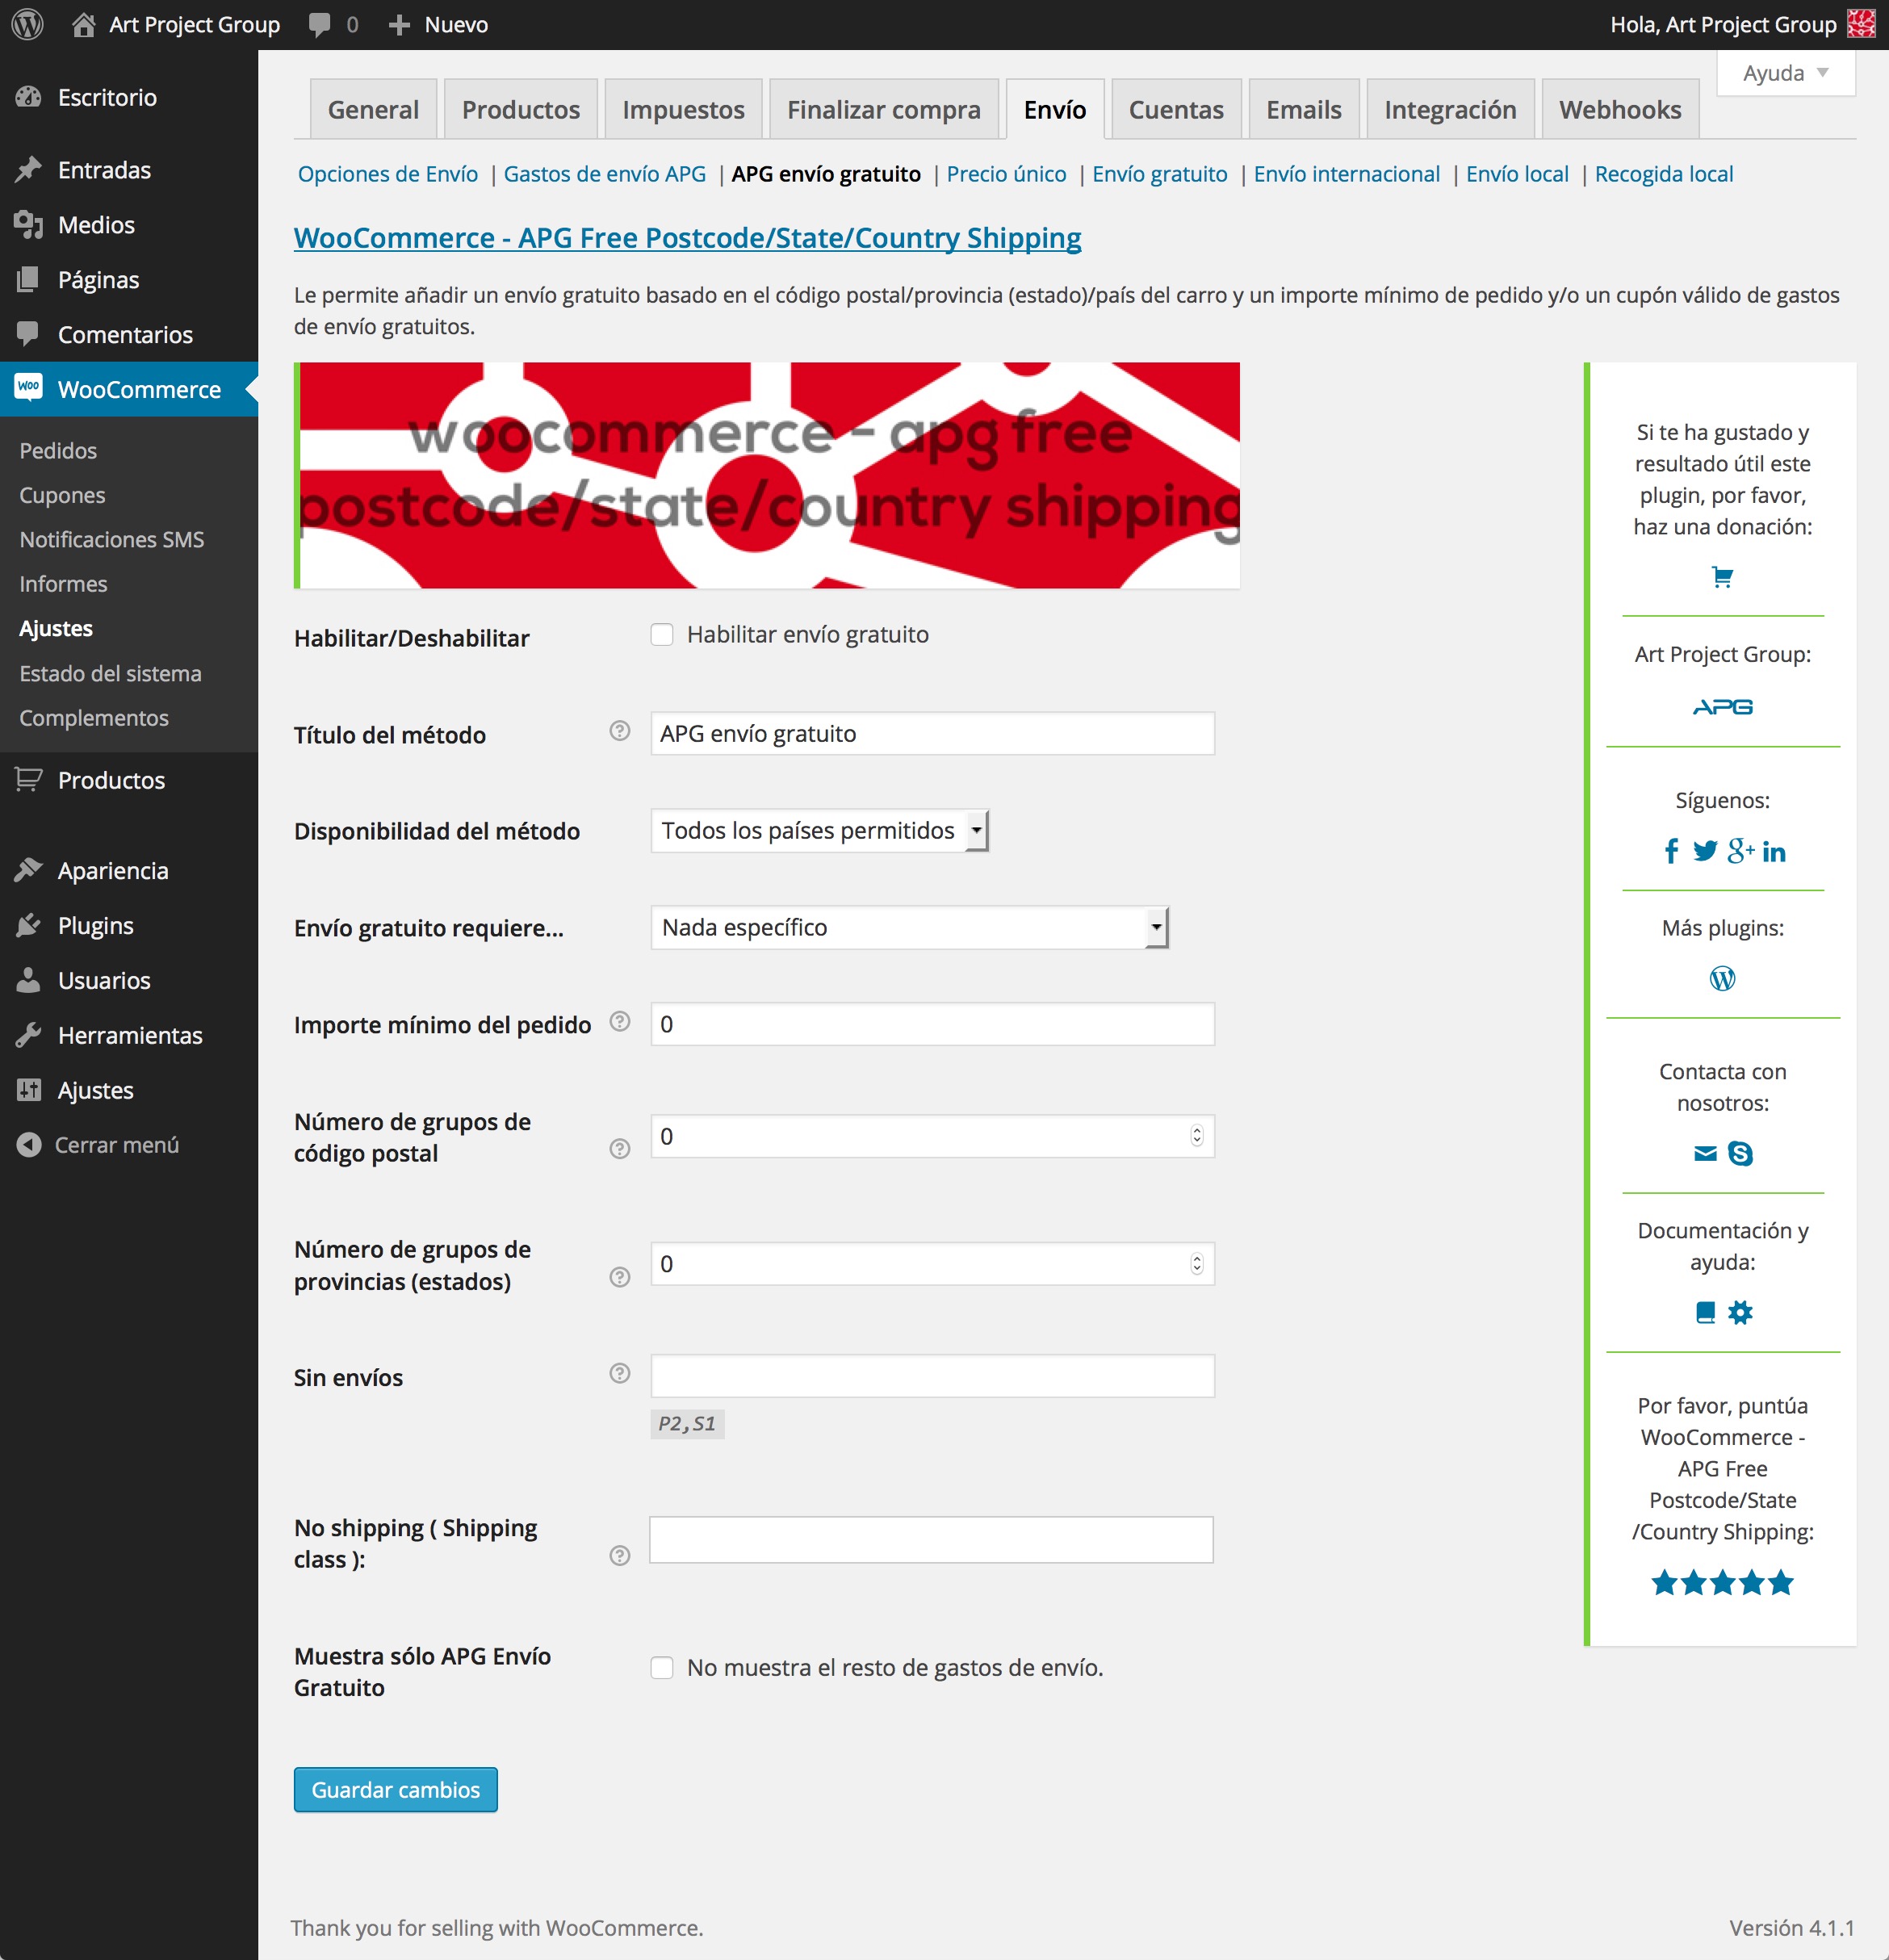 Art Project Group 0 Nuevo
Hola, Art Project Group
Ayuda
Escritorio
Entradas
Medios
Páginas
Comentarios
WOO WooCommerce
Pedidos
Cupones
Notificaciones SMS
Informes
Ajustes
Estado del sistema
Complementos
Productos
Apariencia
Plugins
Usuarios
Herramientas
Ajustes
Cerrar menú
General Productos Impuestos Finalizar compra Envío Cuentas Emails Integración Webhooks
Opciones de Envío | Gastos de envío APG | APG envío gratuito | Precio único | Envío gratuito | Envío internacional | Envío local | Recogida local
WooCommerce - APG Free Postcode/State/Country Shipping
Le permite añadir un envío gratuito basado en el código postal/provincia (estado)/país del carro y un importe mínimo de pedido y/o un cupón válido de gastos
de envío gratuitos.
woocommerce - apg free
postcode/state/country shipping
Habilitar/Deshabilitar
Habilitar envío gratuito
Título del método
APG envío gratuito
Disponibilidad del método
Todos los países permitidos
Envío gratuito requiere...
Nada específico
Importe mínimo del pedido
0
Número de grupos de
código postal
0
Número de grupos de
provincias (estados)
0
Sin envíos
P2,S1
No shipping ( Shipping
class ):
Muestra sólo APG Envío
Gratuito
No muestra el resto de gastos de envío.
Guardar cambios
Si te ha gustado y
resultado útil este
plugin, por favor,
haz una donación:
Art Project Group:
APG
Síguenos:
Más plugins:
Contacta con
nosotros:
Documentación y
ayuda:
Por favor, puntúa
WooCommerce -
APG Free
Postcode/State
/Country Shipping:
Thank you for selling with WooCommerce.
Versión 4.1.1